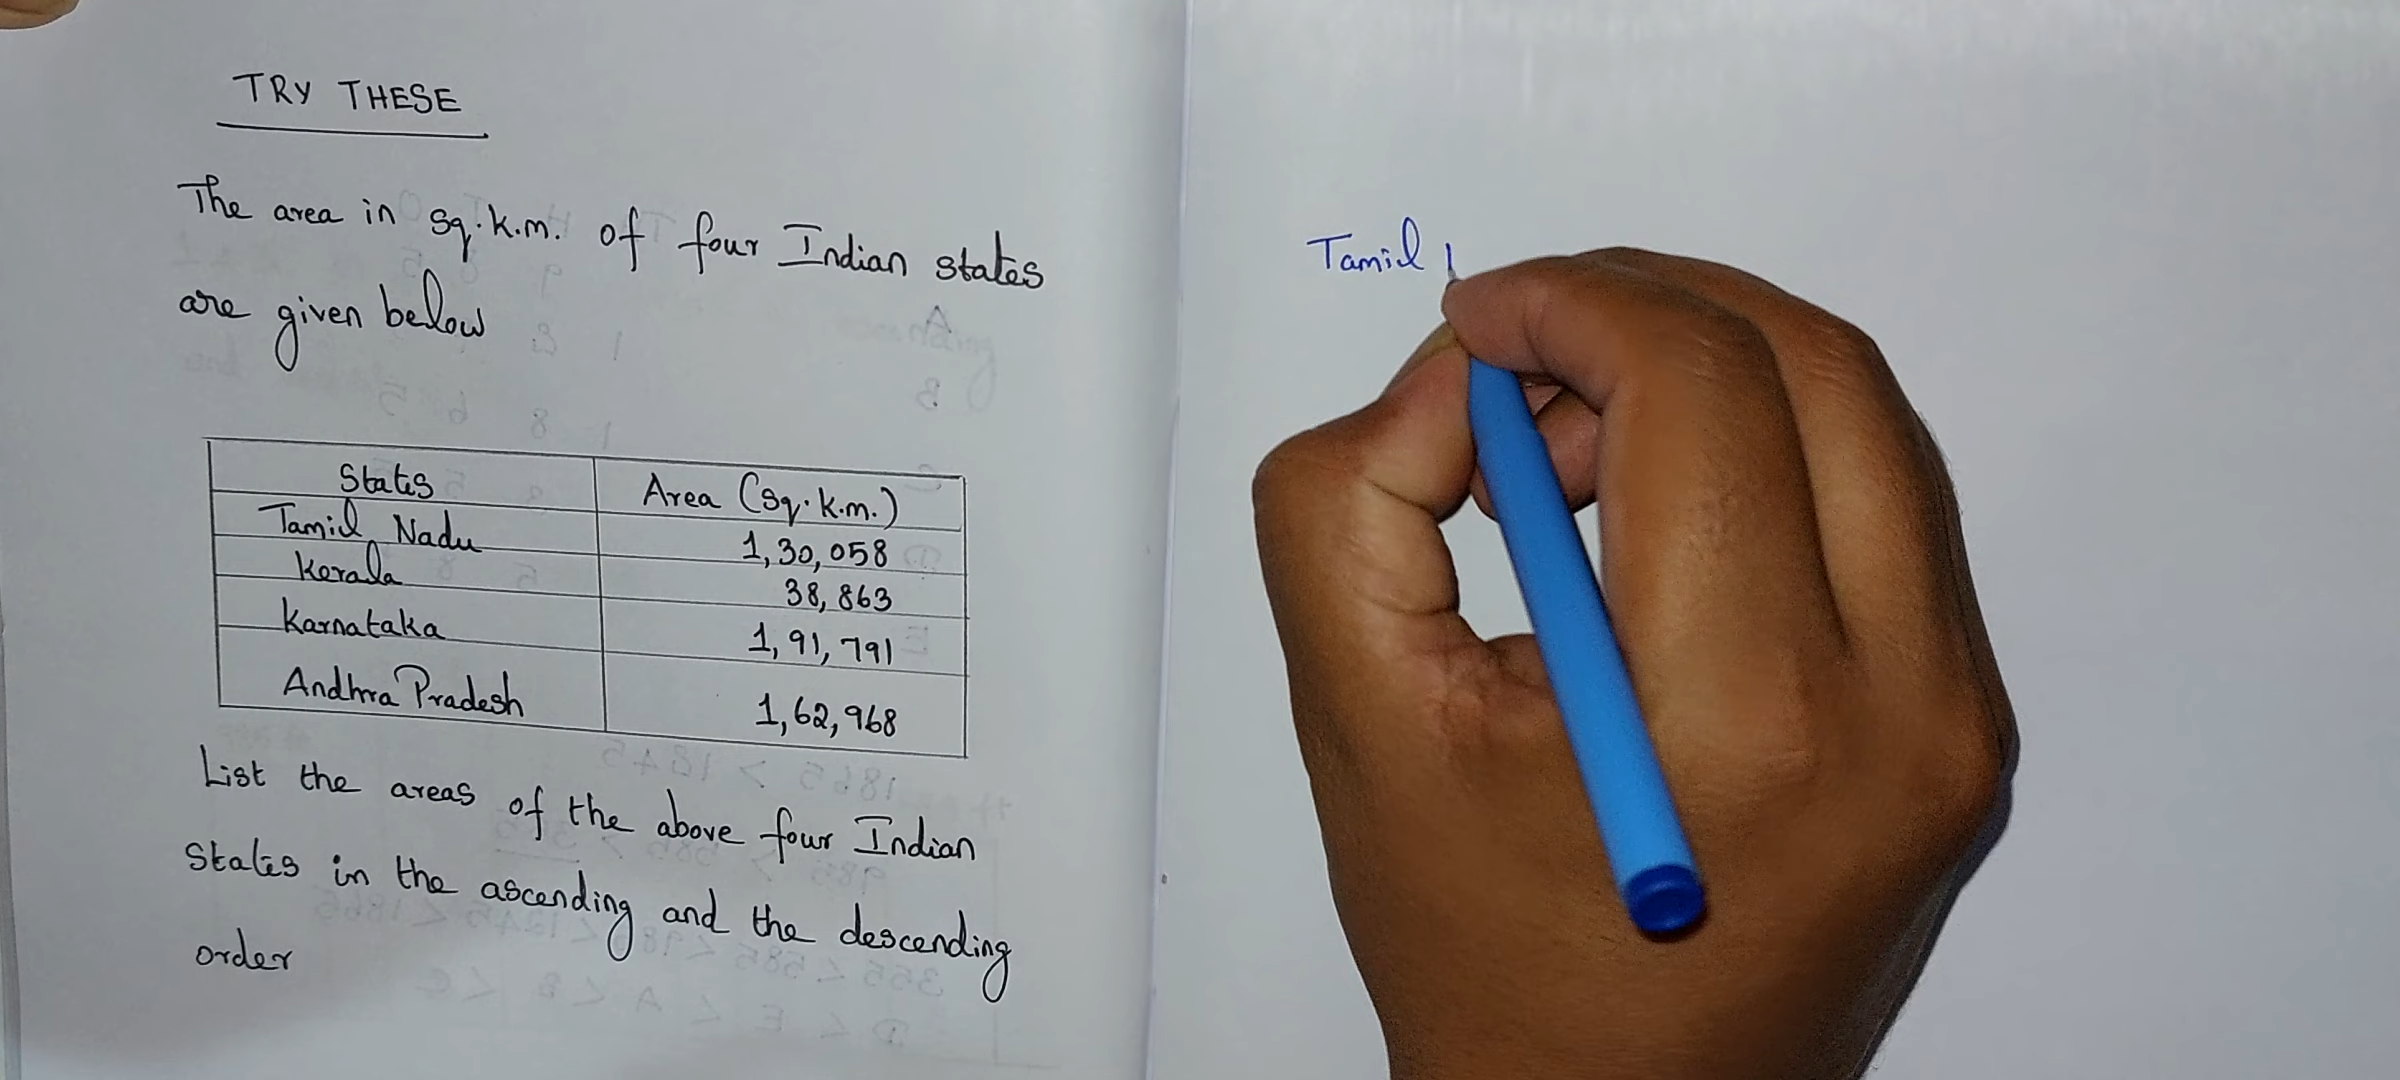 TRY THESE
The area in sq.k.m. of four Indian states
are given below
States Area (sq.k.m.)
Tamil Nadu 1,30,058
Kerala 38,863
Karnataka 1,91,791
Andhra Pradesh 1,62,968
List the areas of the above four Indian
states in the ascending and the descending
order
Tamil